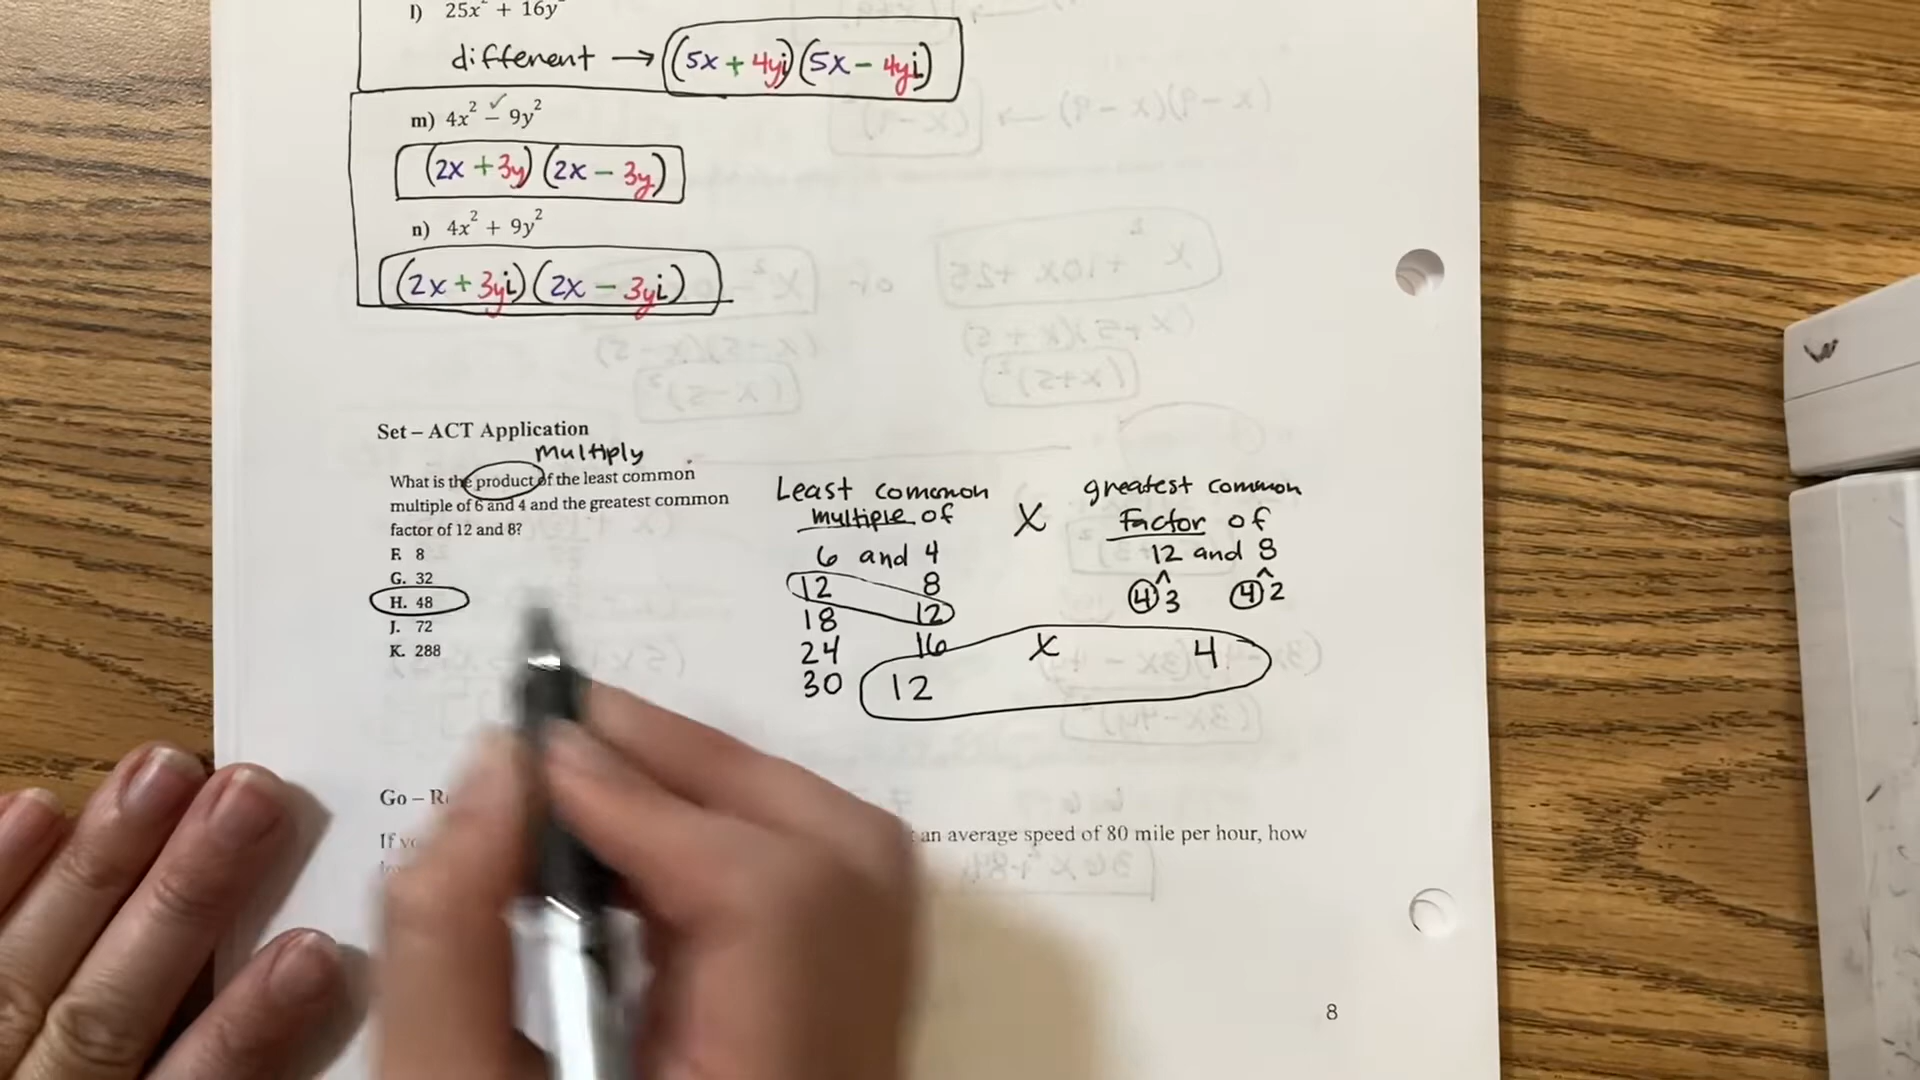 l) 25x² + 16y²
different → (5x + 4yi)(5x - 4yi)
m) 4x² - 9y²
(2x + 3y)(2x - 3y)
n) 4x² + 9y²
(2x + 3yi)(2x - 3yi)
Set – ACT Application
multiply
What is the product of the least common
multiple of 6 and 4 and the greatest common
factor of 12 and 8?
F. 8
G. 32
H. 48
J. 72
K. 288
Least comonon
multiple of
6 and 4
12 8
18 12
24 16
30
12
X
greatest common
Factor of
12 and 8
4 3 4 2
x 4
Go – R
If
an average speed of 80 mile per hour, how
8